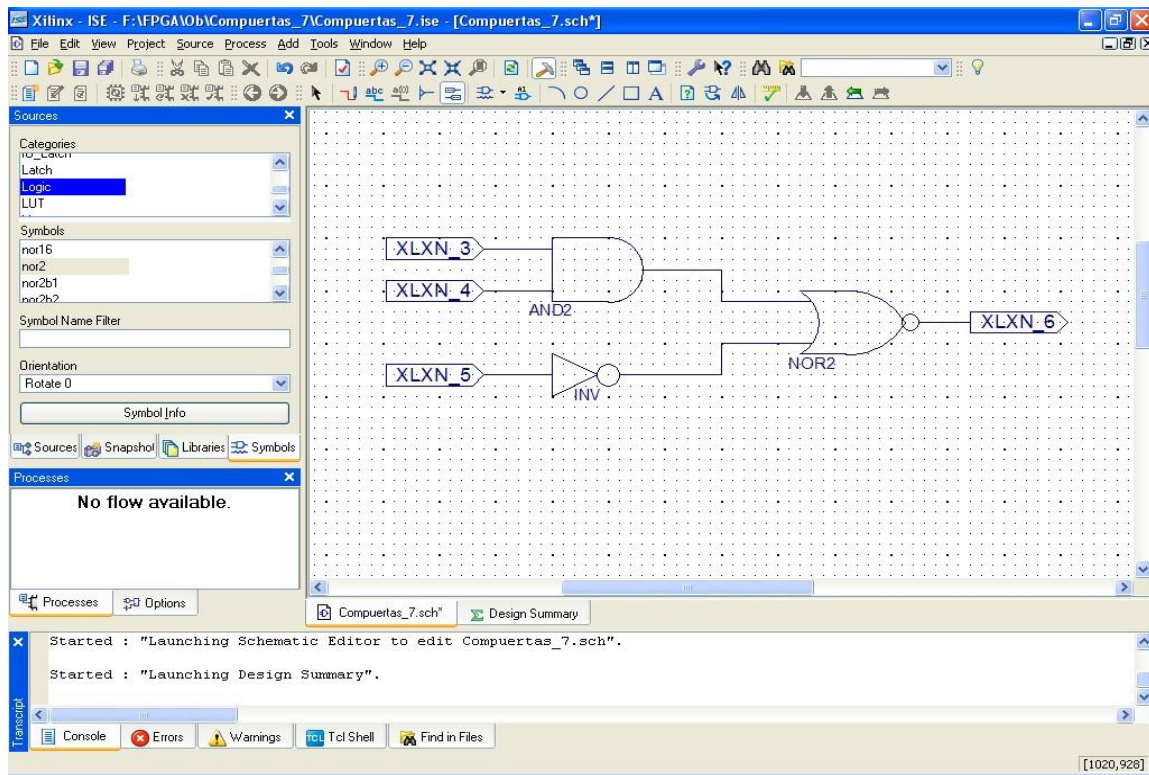 Xilinx - ISE - F:\FPGA\Ob\Compuertas_7\Compuertas_7.ise - [Compuertas_7.sch*]
File Edit View Project Source Process Add Tools Window Help
Sources
Categories
IO_Latch
Latch
Logic
LUT
Symbols
nor16
nor2
nor2b1
nor2b2
Symbol Name Filter
Orientation
Rotate 0
Symbol Info
Sources Snapshot Libraries Symbols
Processes
No flow available.
Processes Options
XLXN_3
XLXN_4
AND2
XLXN_5
INV
NOR2
XLXN_6
Compuertas_7.sch* Design Summary
Started : "Launching Schematic Editor to edit Compuertas_7.sch".
Started : "Launching Design Summary".
Transcript
Console Errors Warnings Tcl Shell Find in Files
[1020,928]